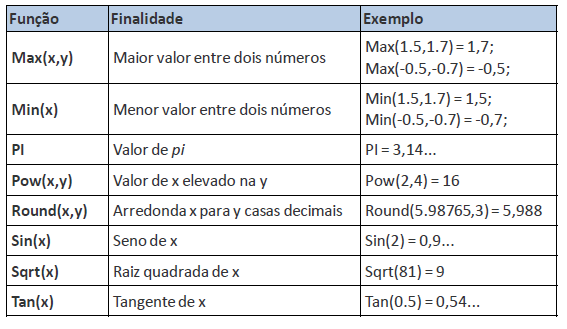 Função Finalidade Exemplo
Max(x,y) Maior valor entre dois números Max(1.5,1.7) = 1,7;
Max(-0.5,-0.7) = -0,5;
Min(x) Menor valor entre dois números Min(1.5,1.7) = 1,5;
Min(-0.5,-0.7) = -0,7;
PI Valor de pi PI = 3,14...
Pow(x,y) Valor de x elevado na y Pow(2,4) = 16
Round(x,y) Arredonda x para y casas decimais Round(5.98765,3) = 5,988
Sin(x) Seno de x Sin(2) = 0,9...
Sqrt(x) Raiz quadrada de x Sqrt(81) = 9
Tan(x) Tangente de x Tan(0.5) = 0,54...